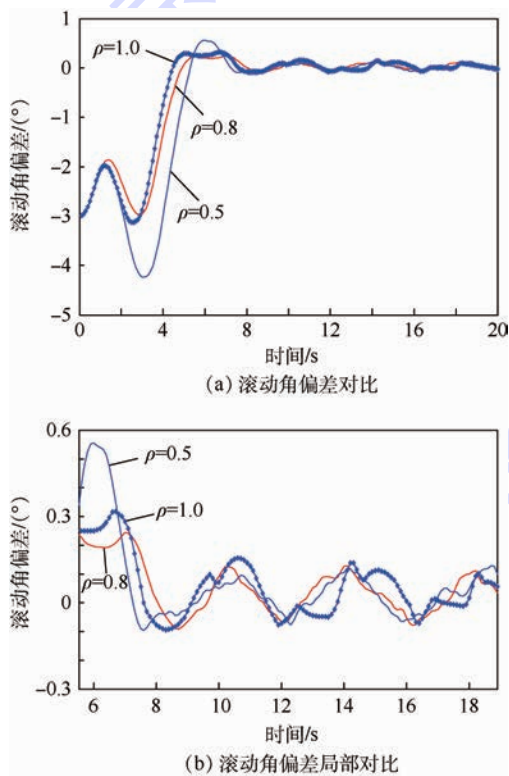 1
0
-1
-2
-3
-4
-5
滚动角偏差/(°)
ρ=1.0
ρ=0.8
ρ=0.5
0 4 8 12 16 20
时间/s
(a) 滚动角偏差对比
0.6
0.3
0
-0.3
滚动角偏差/(°)
ρ=0.5
ρ=1.0
ρ=0.8
6 8 10 12 14 16 18
时间/s
(b) 滚动角偏差局部对比